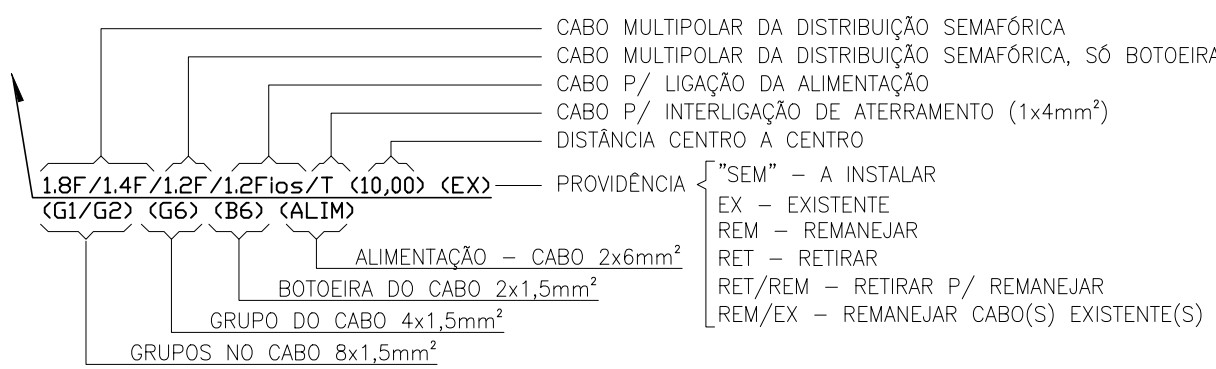 CABO MULTIPOLAR DA DISTRIBUIÇÃO SEMAFÓRICA
CABO MULTIPOLAR DA DISTRIBUIÇÃO SEMAFÓRICA, SÓ BOTOEIRA
CABO P/ LIGAÇÃO DA ALIMENTAÇÃO
CABO P/ INTERLIGAÇÃO DE ATERRAMENTO (1x4mm²)
DISTÂNCIA CENTRO A CENTRO
1.8F/1.4F/1.2F/1.2Fios/T (10,00) (EX)
PROVIDÊNCIA
"SEM" – A INSTALAR
EX – EXISTENTE
REM – REMANEJAR
RET – RETIRAR
RET/REM – RETIRAR P/ REMANEJAR
REM/EX – REMANEJAR CABO(S) EXISTENTE(S)
(G1/G2) (G6) (B6) (ALIM)
ALIMENTAÇÃO – CABO 2x6mm²
BOTOEIRA DO CABO 2x1,5mm²
GRUPO DO CABO 4x1,5mm²
GRUPOS NO CABO 8x1,5mm²